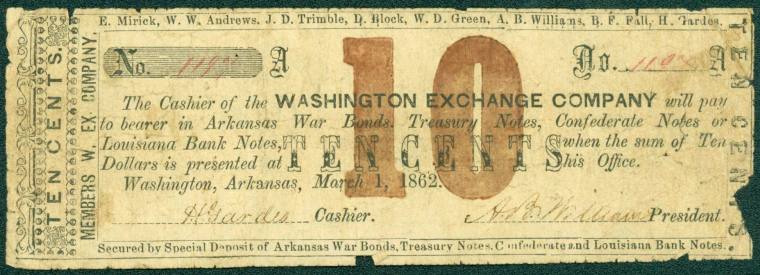 E. Mirick, W. W. Andrews, J. D. Trimble, D. Block, W. D. Green, A. B. Williams, B. F. Fall, H. Gardes.
TEN CENTS.
MEMBERS W. EX. COMPANY.
No. A 10 No. A
The Cashier of the WASHINGTON EXCHANGE COMPANY will pay
to bearer in Arkansas War Bonds, Treasury Notes, Confederate Notes or
Louisiana Bank Notes, when the sum of Ten
Dollars is presented at TEN CENTS this Office.
Washington, Arkansas, March 1, 1862.
H Gardes Cashier. A. B. Williams President.
Secured by Special Deposit of Arkansas War Bonds, Treasury Notes, Confederate and Louisiana Bank Notes.
TEN CENTS